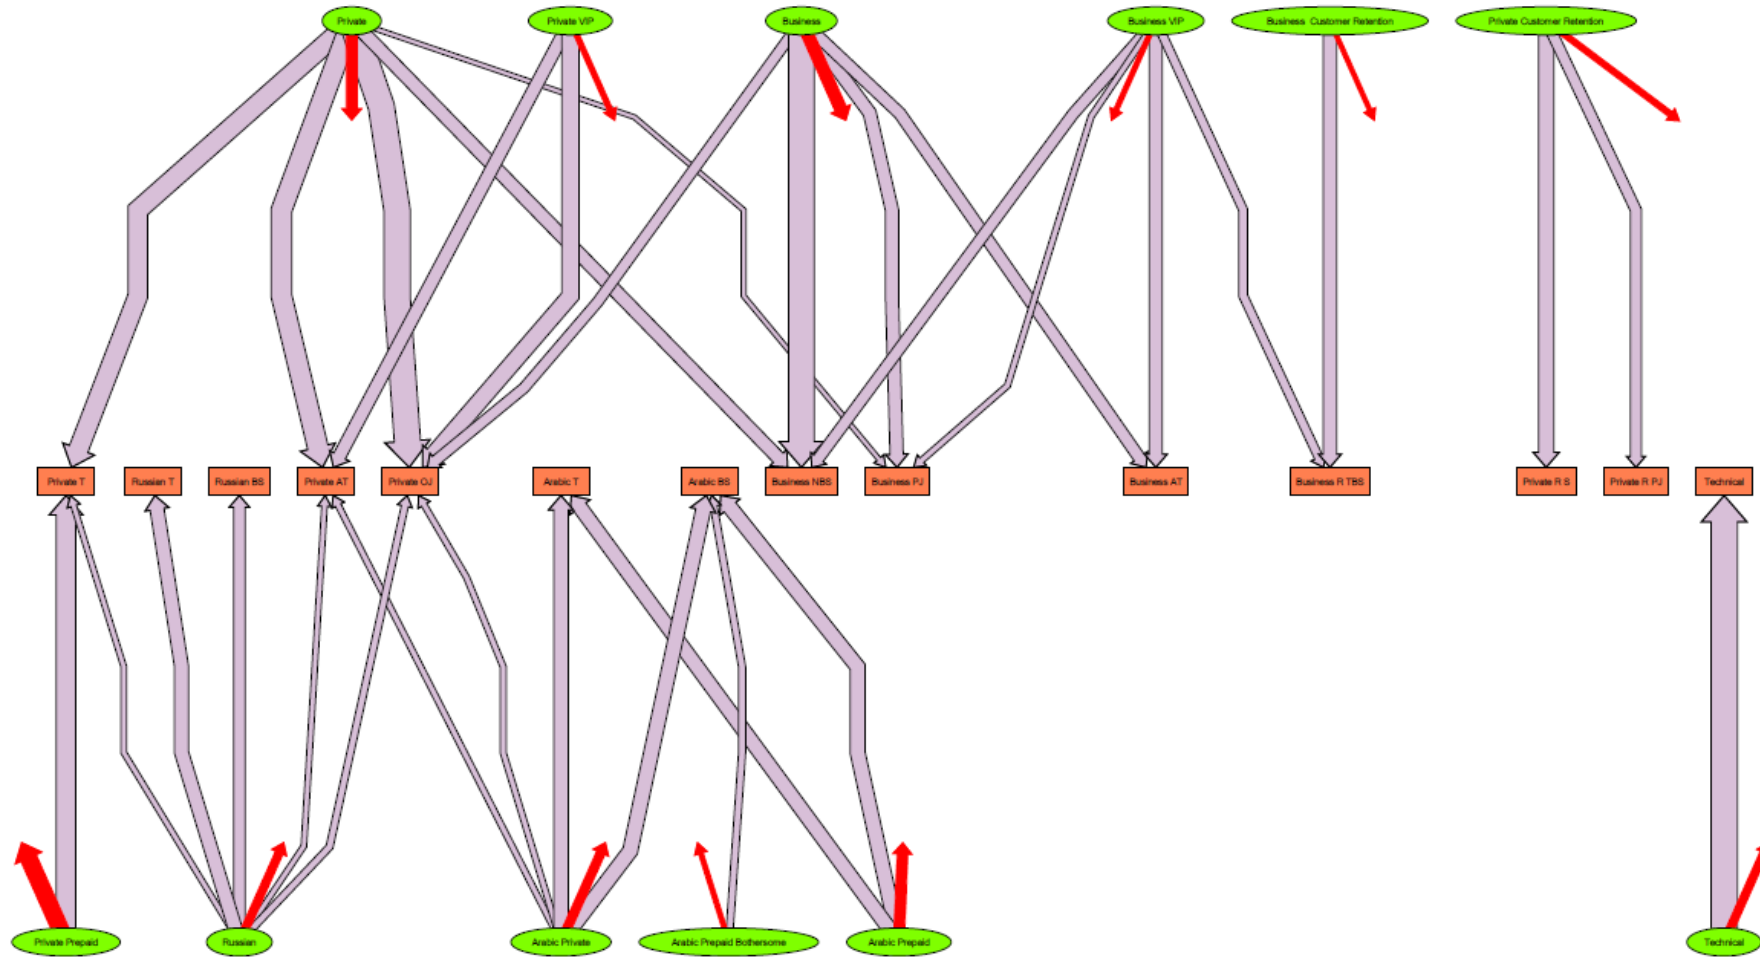 Private
Private VIP
Business
Business VIP
Business Customer Retention
Private Customer Retention
Private T
Russian T
Russian BS
Private AT
Private OJ
Arabic T
Arabic BS
Business NBS
Business PJ
Business AT
Business R TBS
Private R S
Private R PJ
Technical
Private Prepaid
Russian
Arabic Private
Arabic Prepaid Bothersome
Arabic Prepaid
Technical